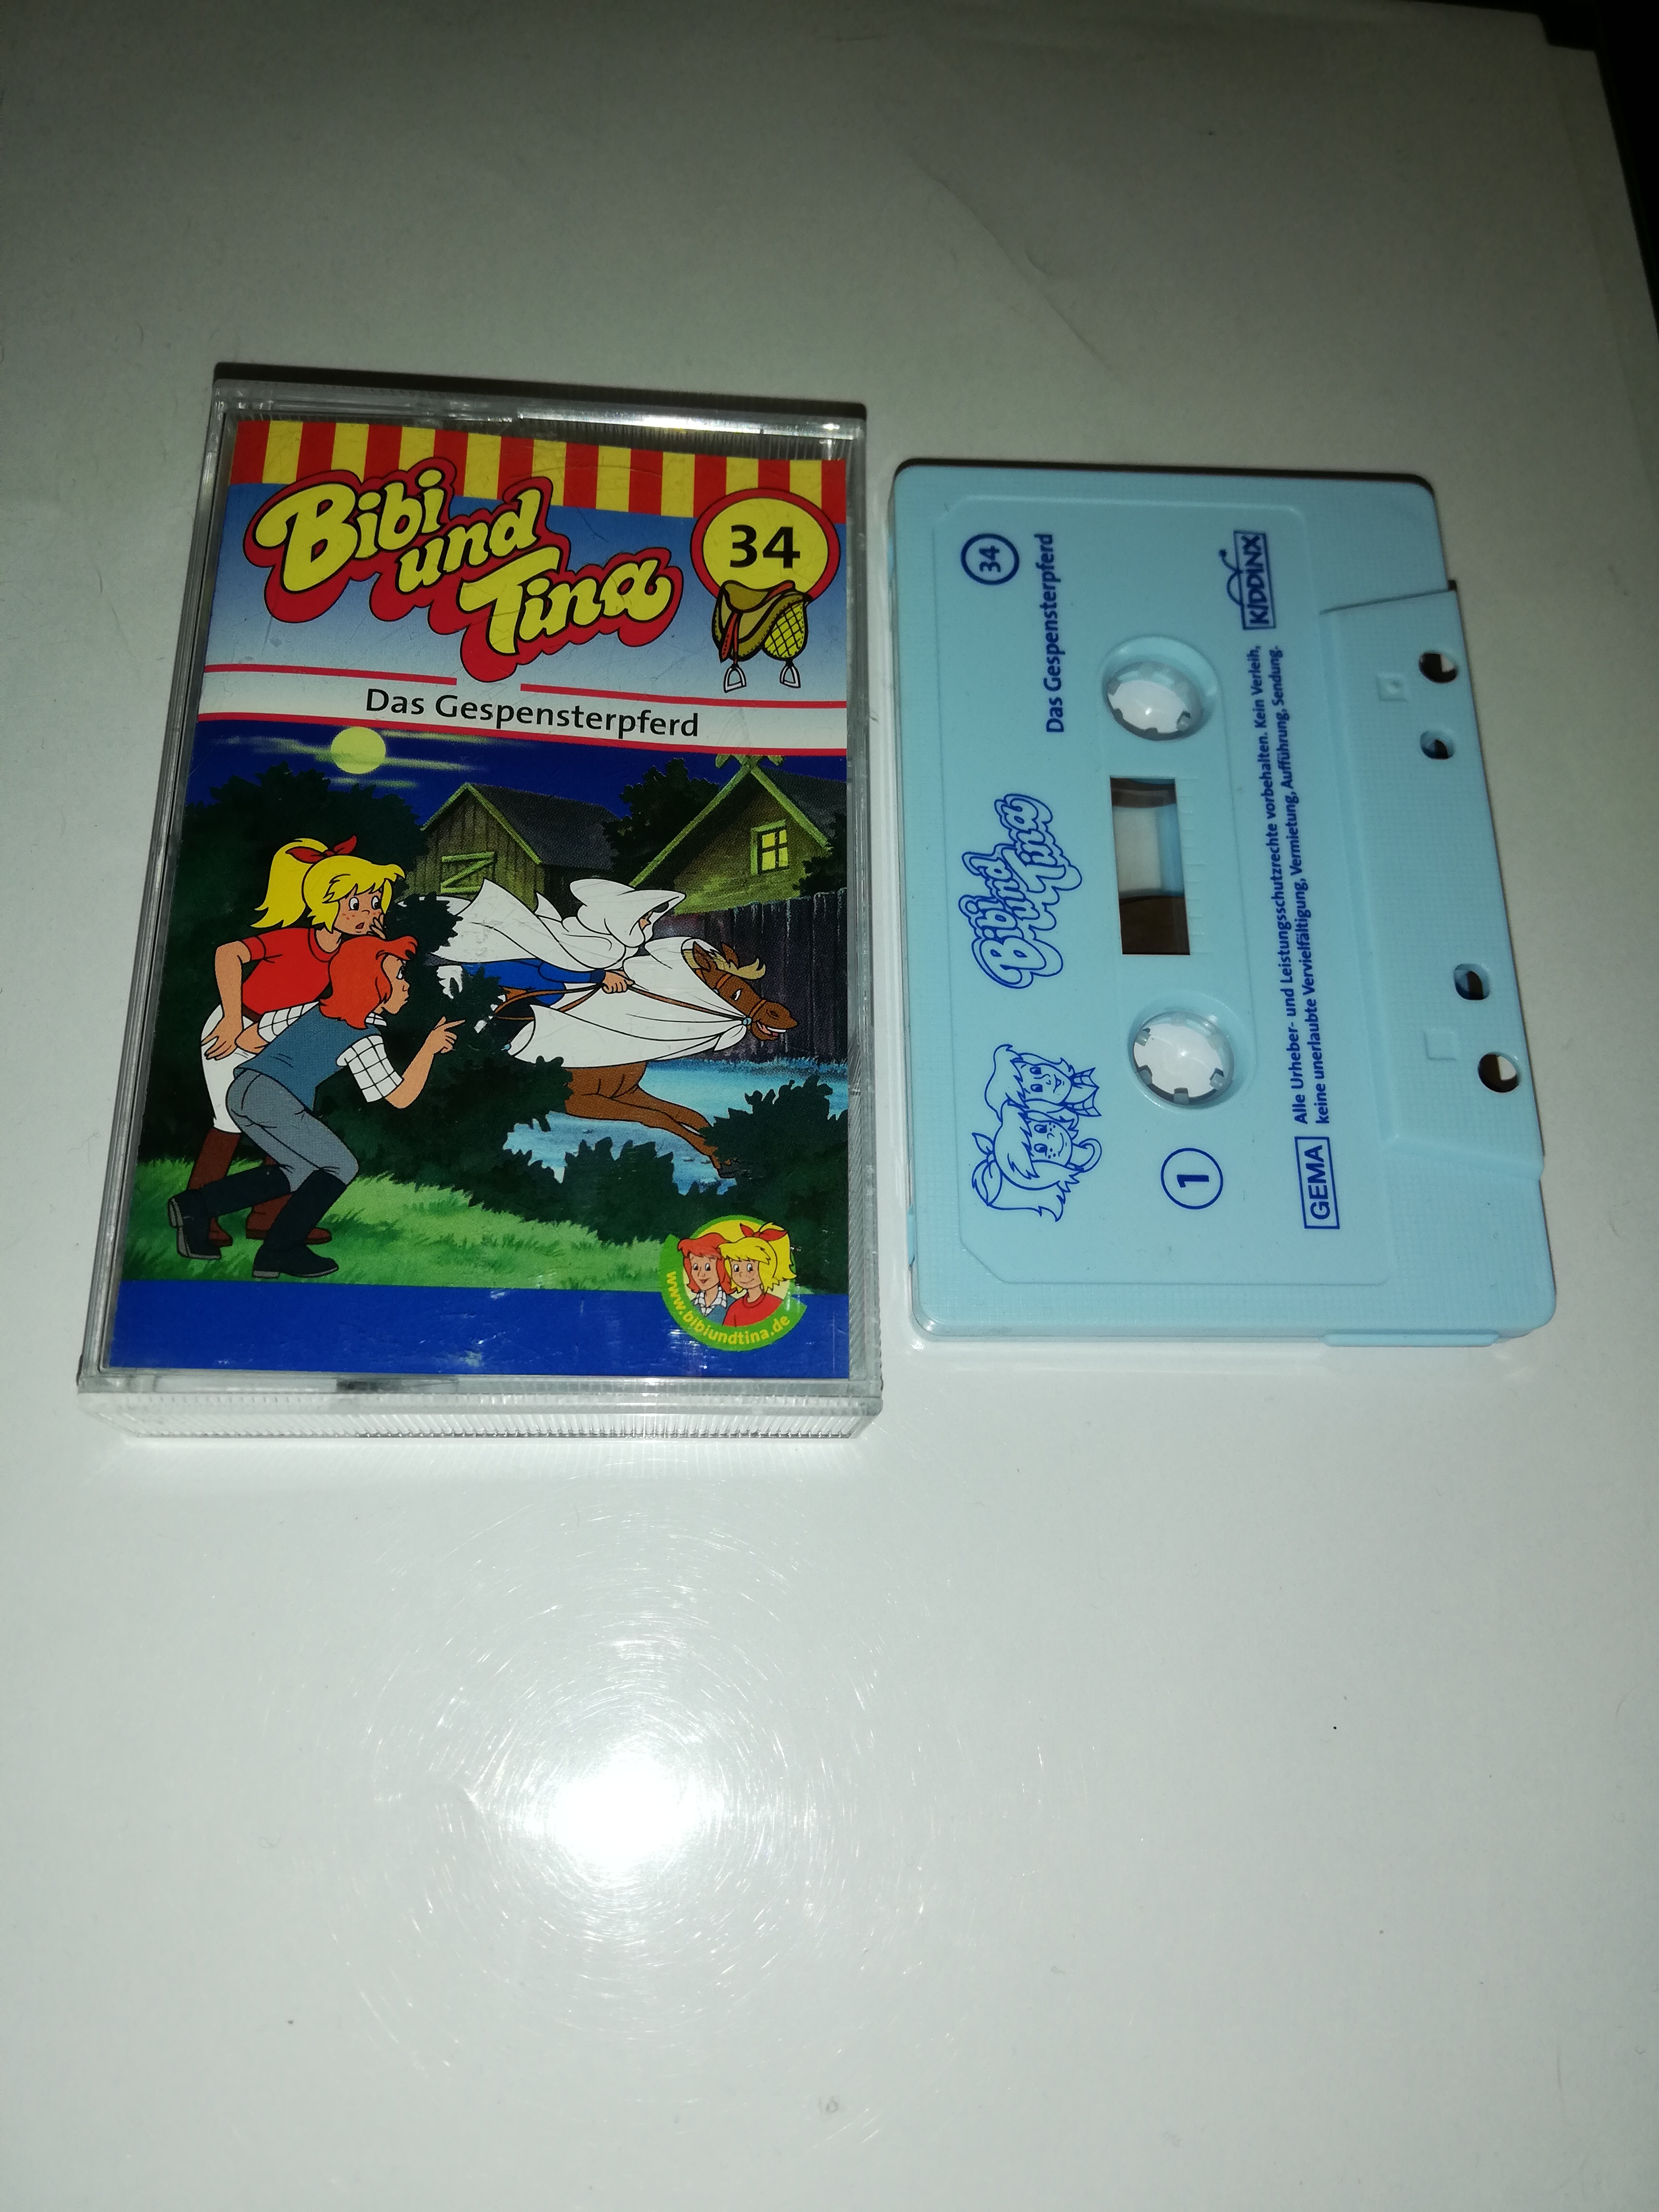 Bibi
und
Tina
34
Das Gespensterpferd
www.bibiundtina.de
34
Das Gespensterpferd
Bibi
und
Tina
1
KIDDINX
GEMA
Alle Urheber- und Leistungsschutzrechte vorbehalten. Kein Verleih,
keine unerlaubte Vervielfältigung, Vermietung, Aufführung, Sendung.